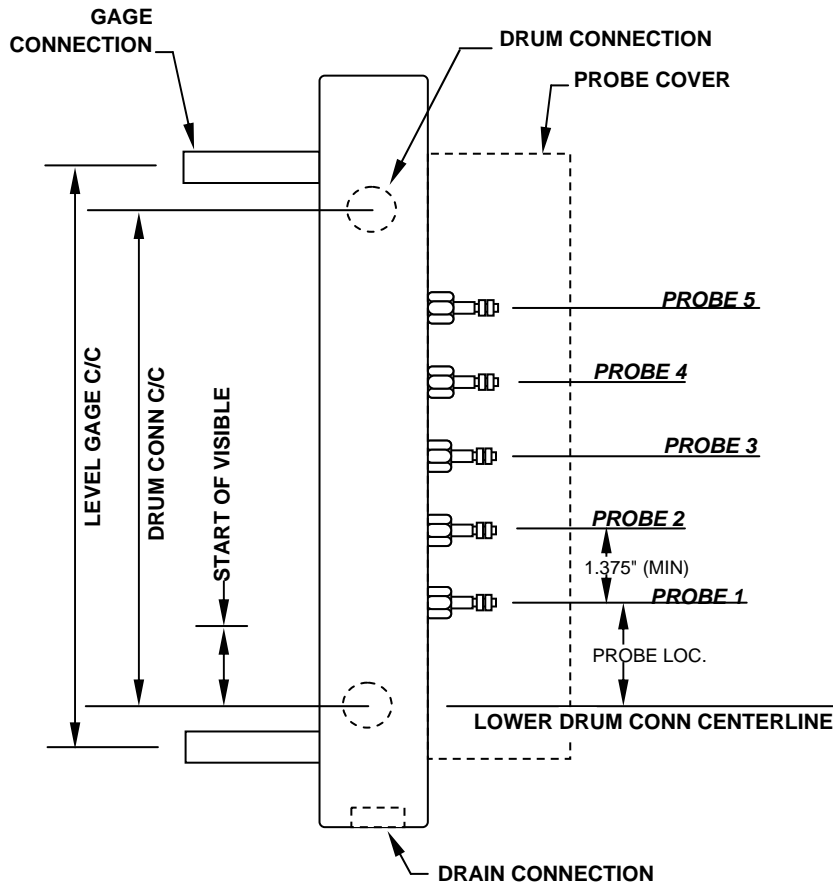 GAGE
CONNECTION
DRUM CONNECTION
PROBE COVER
PROBE 5
PROBE 4
PROBE 3
PROBE 2
1.375" (MIN)
PROBE 1
PROBE LOC.
LOWER DRUM CONN CENTERLINE
LEVEL GAGE C/C
DRUM CONN C/C
START OF VISIBLE
DRAIN CONNECTION